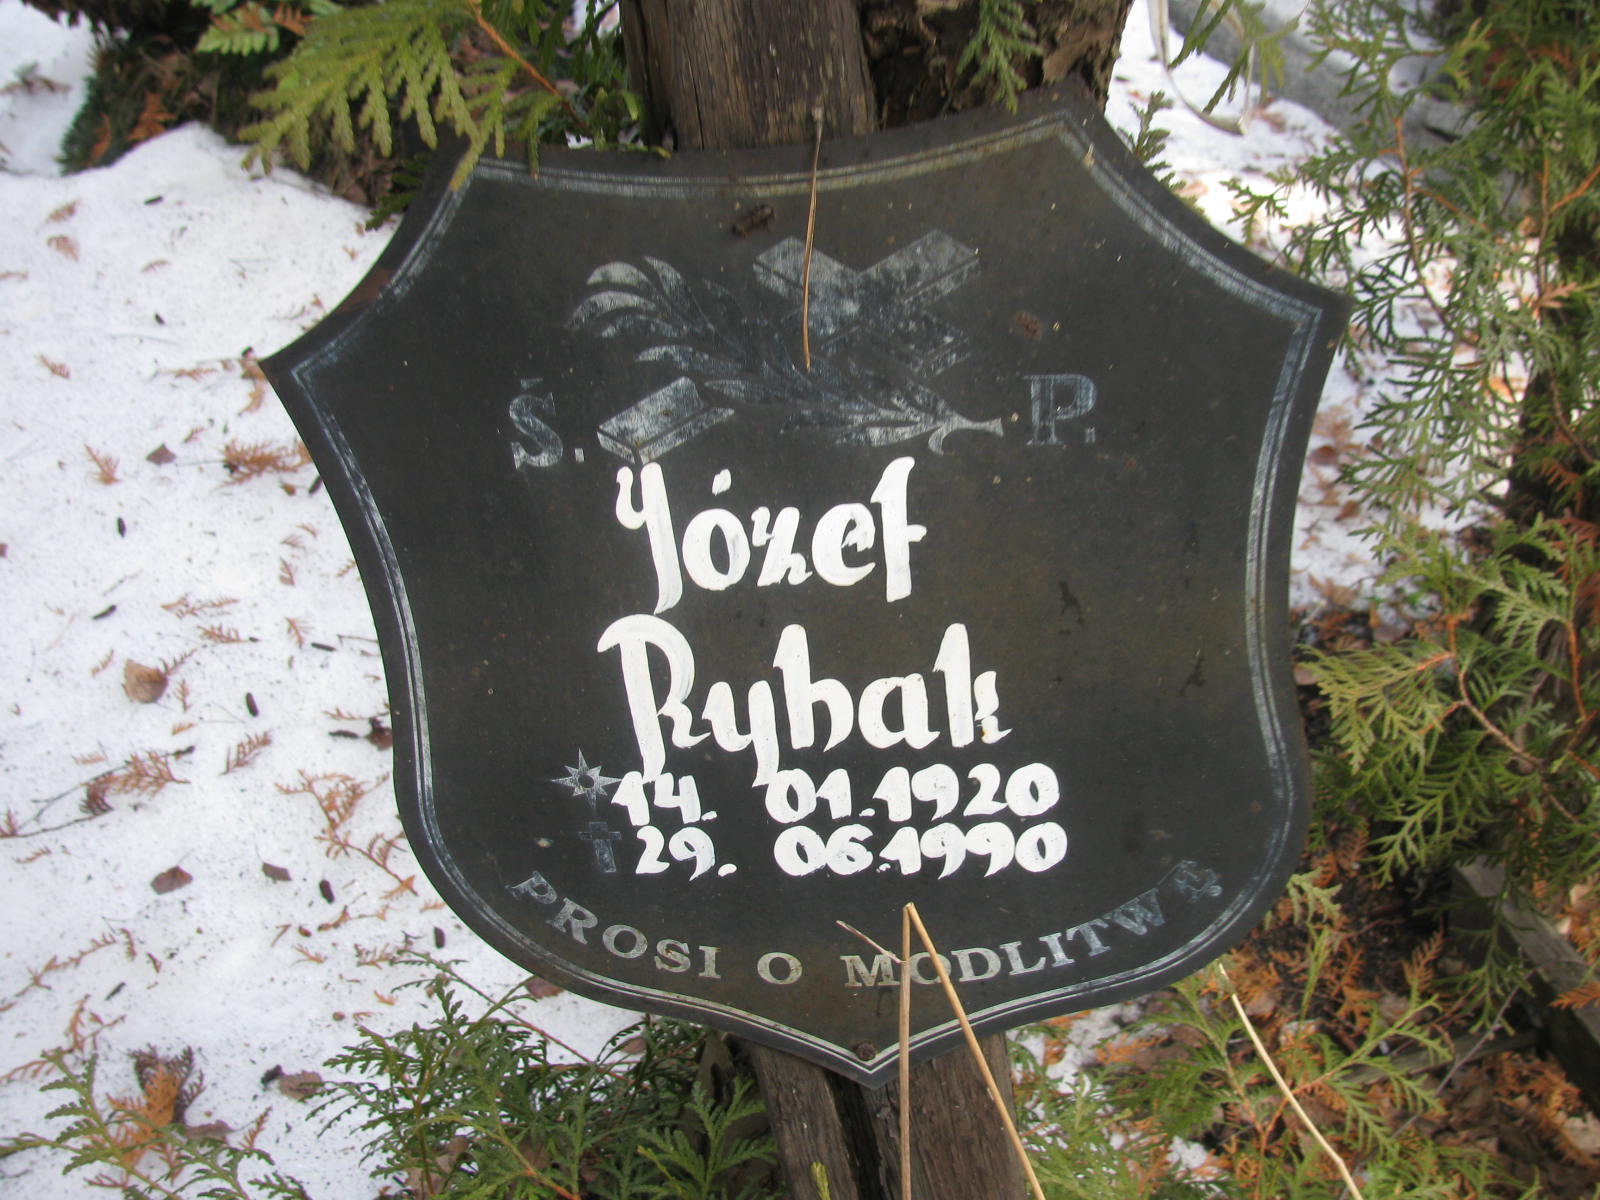 Ś. P.
Józef
Rybak
14. 01.1920
29. 06.1990
PROSI O MODLITWĘ